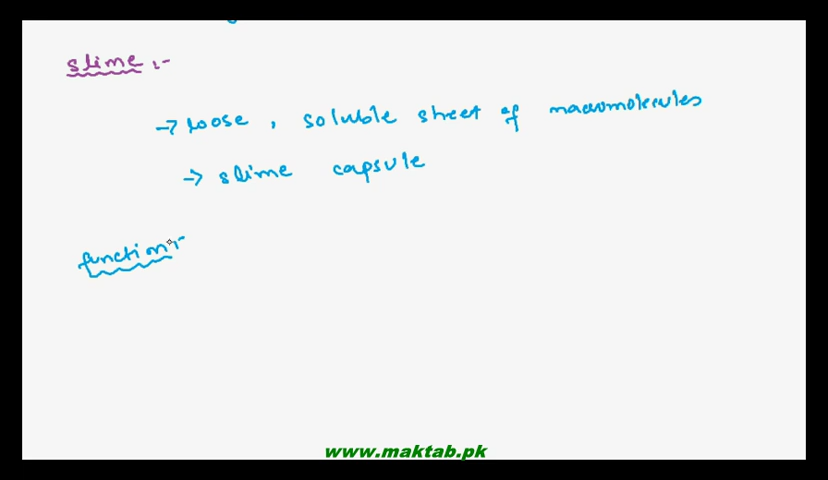 slime :-
→ loose , soluble sheet of macromolecules
→ slime capsule
function :-
www.maktab.pk